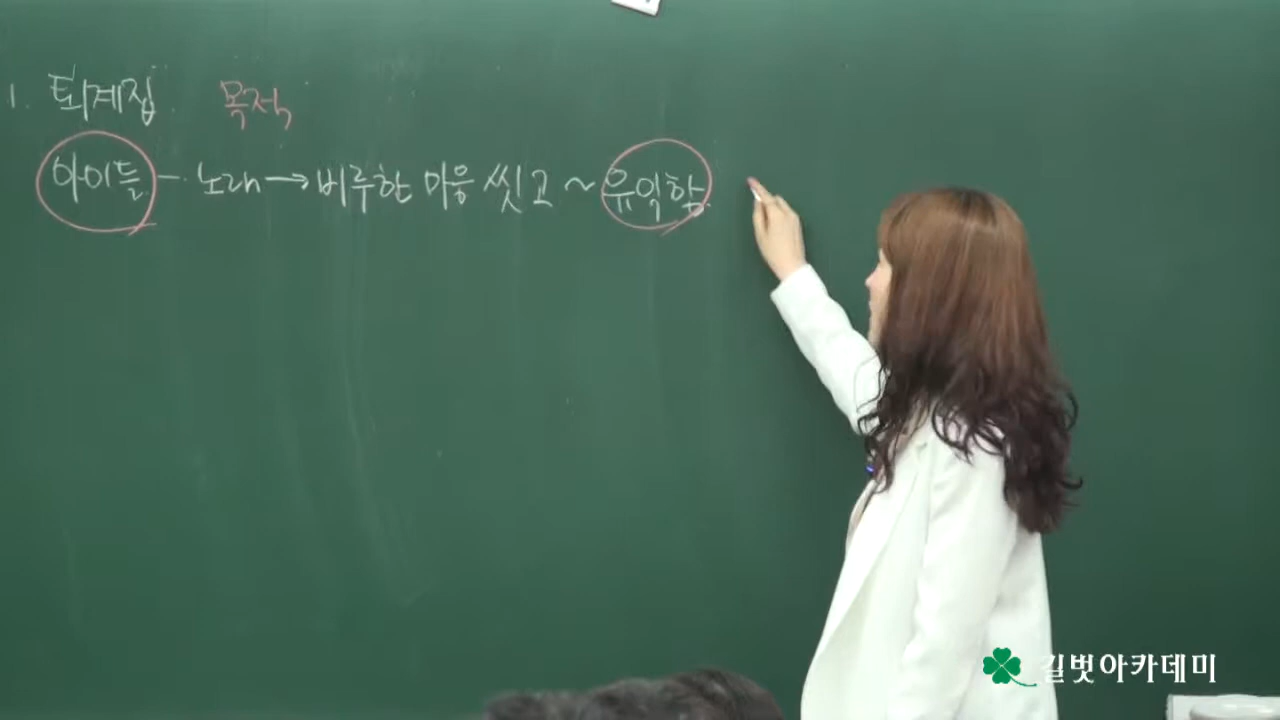 1. 퇴계집 목적
아이들 - 노래 → 비루한 마음 씻고 ~ 유익함
길벗아카데미